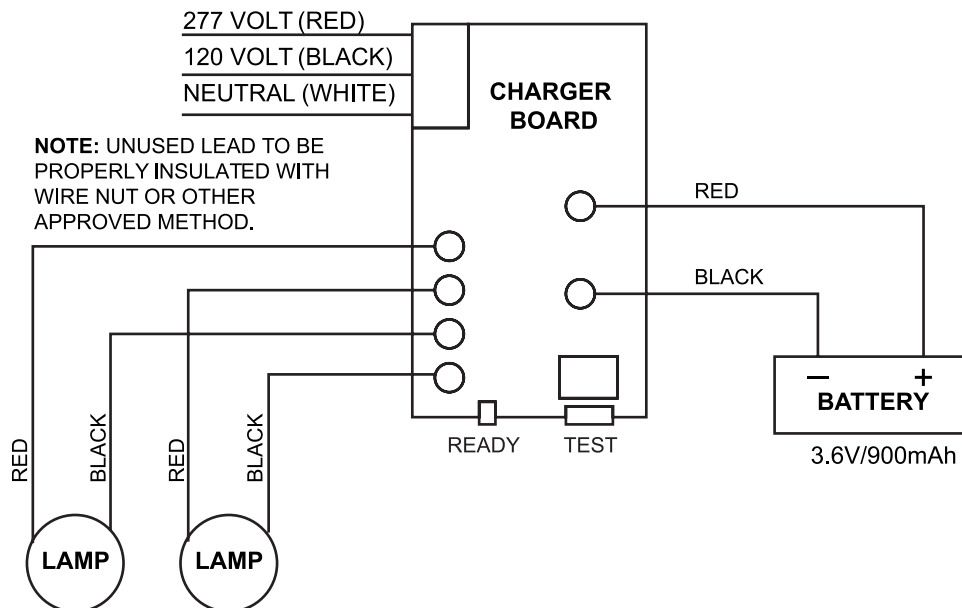 277 VOLT (RED)
120 VOLT (BLACK)
NEUTRAL (WHITE)
CHARGER
BOARD
NOTE: UNUSED LEAD TO BE
PROPERLY INSULATED WITH
WIRE NUT OR OTHER
APPROVED METHOD.
RED
BLACK
– +
BATTERY
3.6V/900mAh
READY
TEST
RED
BLACK
RED
BLACK
LAMP
LAMP